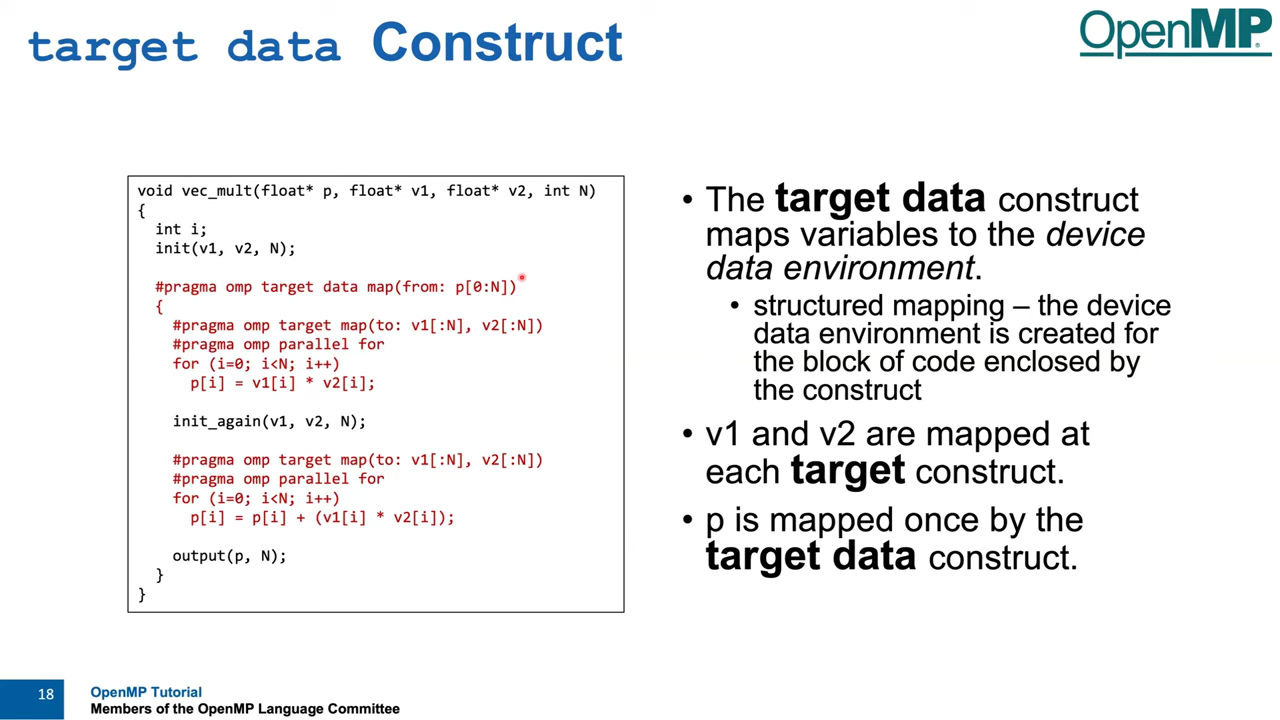 target data Construct
OpenMP
void vec_mult(float* p, float* v1, float* v2, int N)
{
  int i;
  init(v1, v2, N);
  #pragma omp target data map(from: p[0:N])
  {
    #pragma omp target map(to: v1[:N], v2[:N])
    #pragma omp parallel for
    for (i=0; i<N; i++)
      p[i] = v1[i] * v2[i];
    init_again(v1, v2, N);
    #pragma omp target map(to: v1[:N], v2[:N])
    #pragma omp parallel for
    for (i=0; i<N; i++)
      p[i] = p[i] + (v1[i] * v2[i]);
    output(p, N);
  }
}
• The target data construct
maps variables to the device
data environment.
• structured mapping – the device
data environment is created for
the block of code enclosed by
the construct
• v1 and v2 are mapped at
each target construct.
• p is mapped once by the
target data construct.
18
OpenMP Tutorial
Members of the OpenMP Language Committee